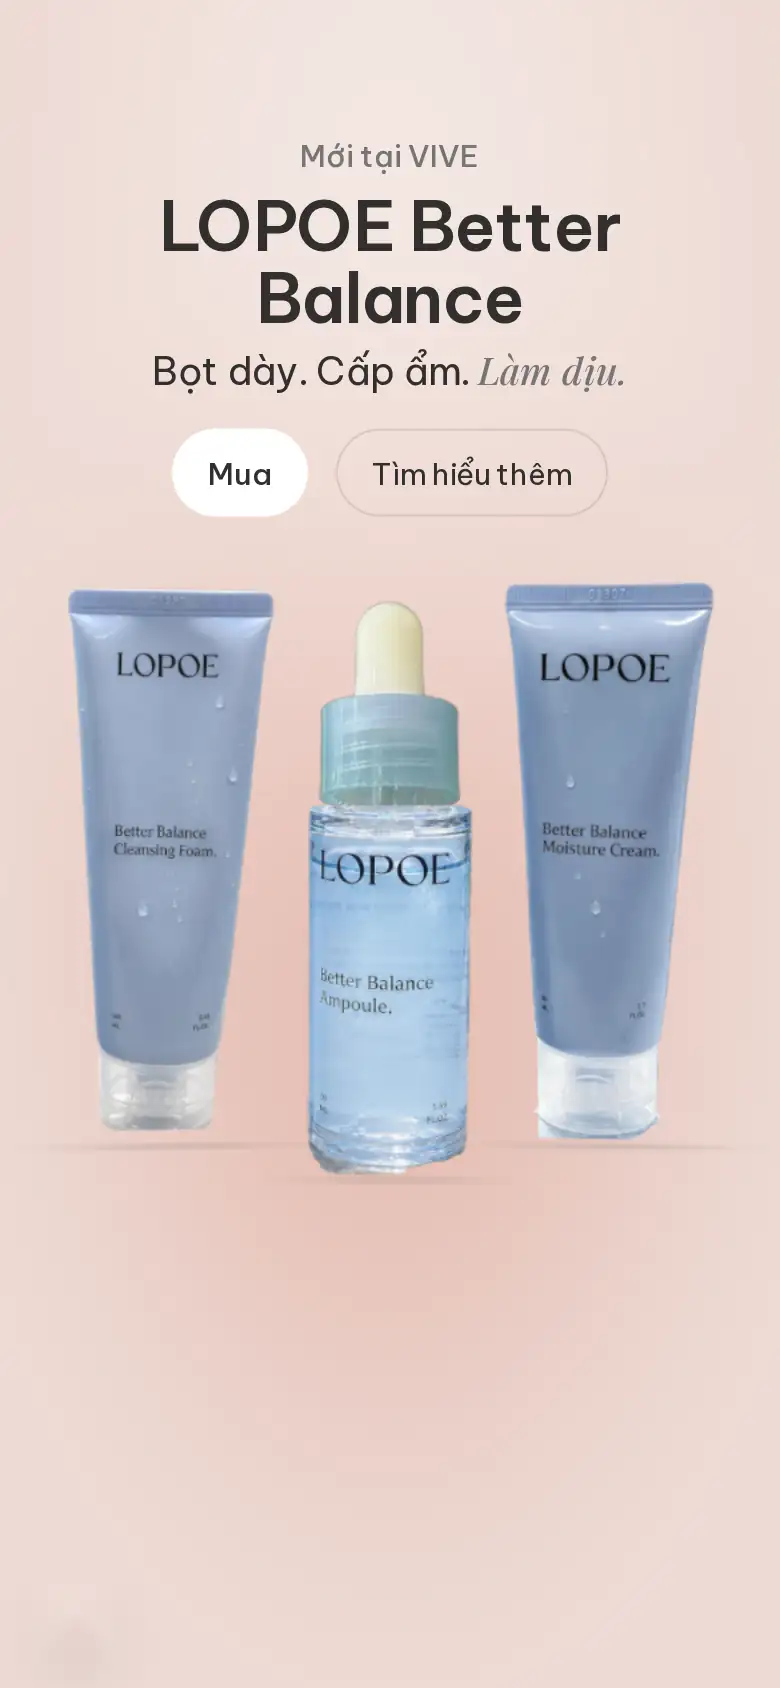 Mới tại VIVE
LOPOE Better
Balance
Bọt dày. Cấp ẩm. Làm dịu.
Mua
Tìm hiểu thêm
LOPOE
Better Balance
Cleansing Foam.
LOPOE
Better Balance
Ampoule.
LOPOE
Better Balance
Moisture Cream.